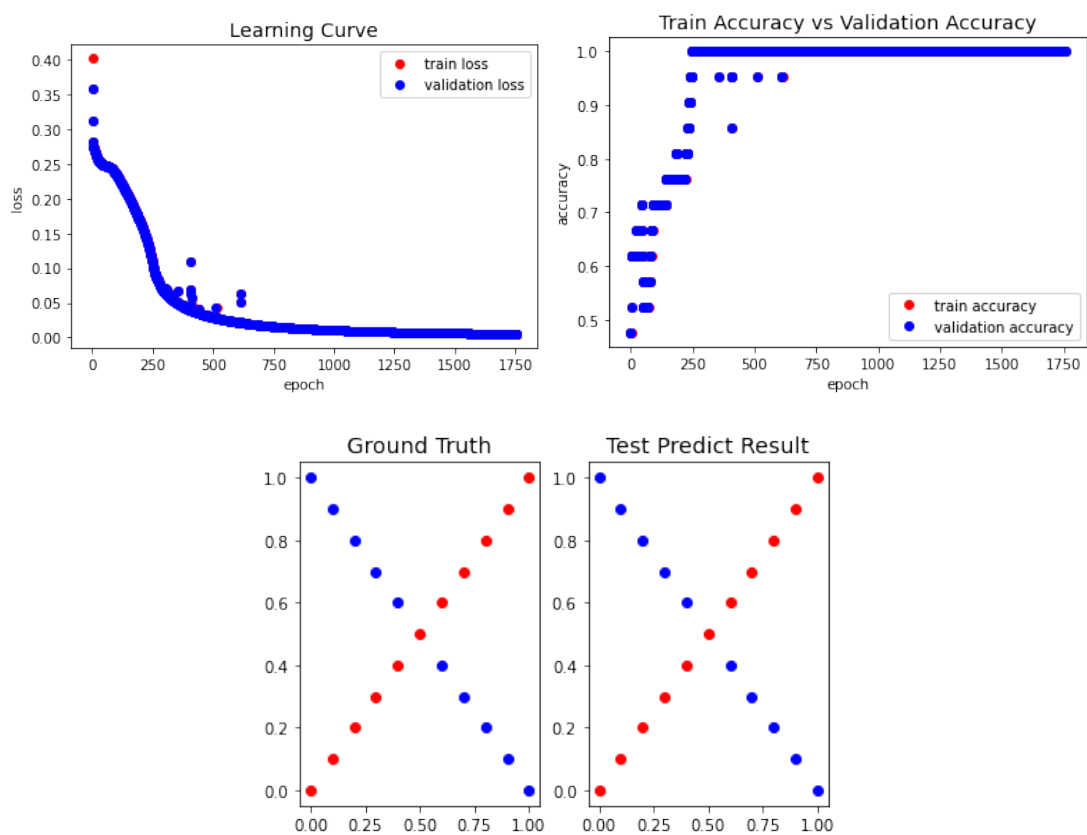 Learning Curve
0.40
0.35
0.30
0.25
0.20
0.15
0.10
0.05
0.00
loss
train loss
validation loss
0 250 500 750 1000 1250 1500 1750
epoch
Train Accuracy vs Validation Accuracy
1.0
0.9
0.8
0.7
0.6
0.5
accuracy
train accuracy
validation accuracy
0 250 500 750 1000 1250 1500 1750
epoch
Ground Truth
1.0
0.8
0.6
0.4
0.2
0.0
0.00 0.25 0.50 0.75 1.00
Test Predict Result
1.0
0.8
0.6
0.4
0.2
0.0
0.00 0.25 0.50 0.75 1.00